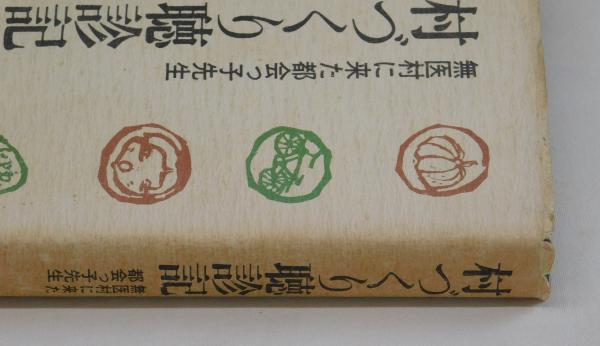 村づくり聴診記
無医村に来た都会っ子先生
村づくり聴診記
無医村に来た
都会っ子先生